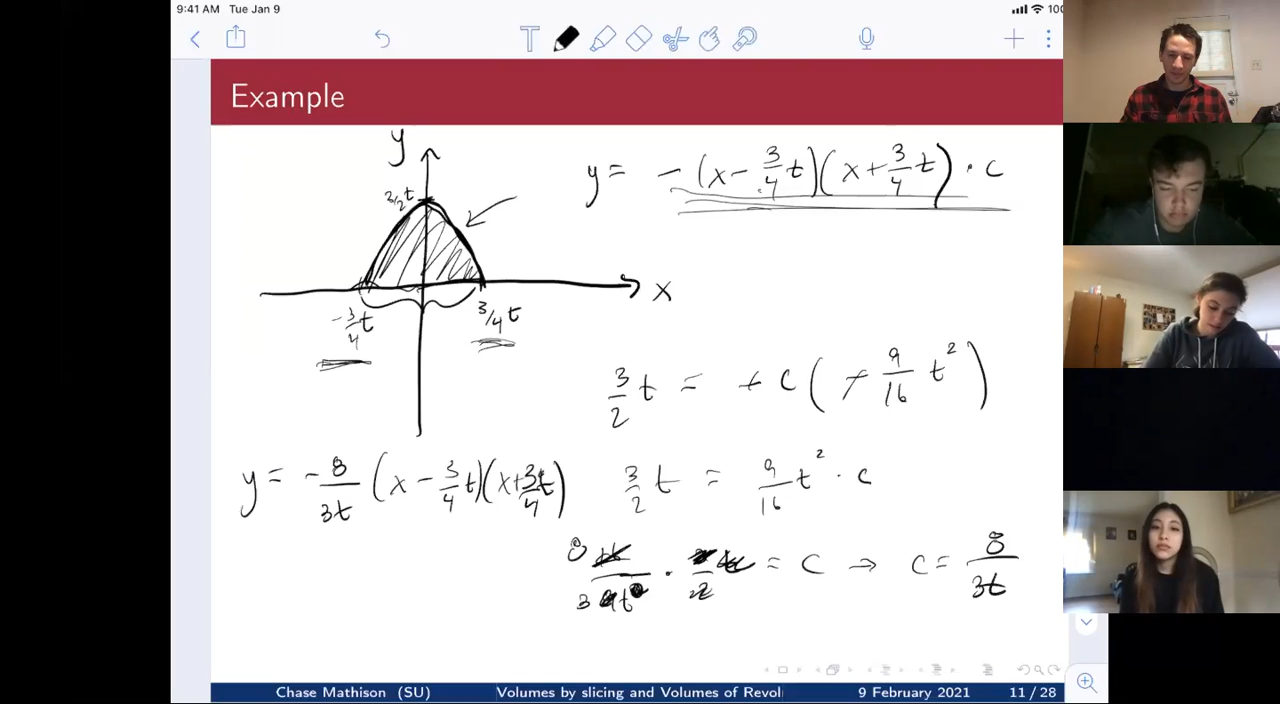 9:41 AM Tue Jan 9
Example
y
y = -(x - 3/4 t)(x + 3/4 t) · c
3/2 t
x
-3/4 t
3/4 t
3/2 t = + c (+ 9/16 t²)
y = -8/3t (x - 3/4 t)(x + 3/4 t)
3/2 t = 9/16 t² · c
= c → c = 8/3t
Chase Mathison (SU) Volumes by slicing and Volumes of Revol 9 February 2021 11 / 28